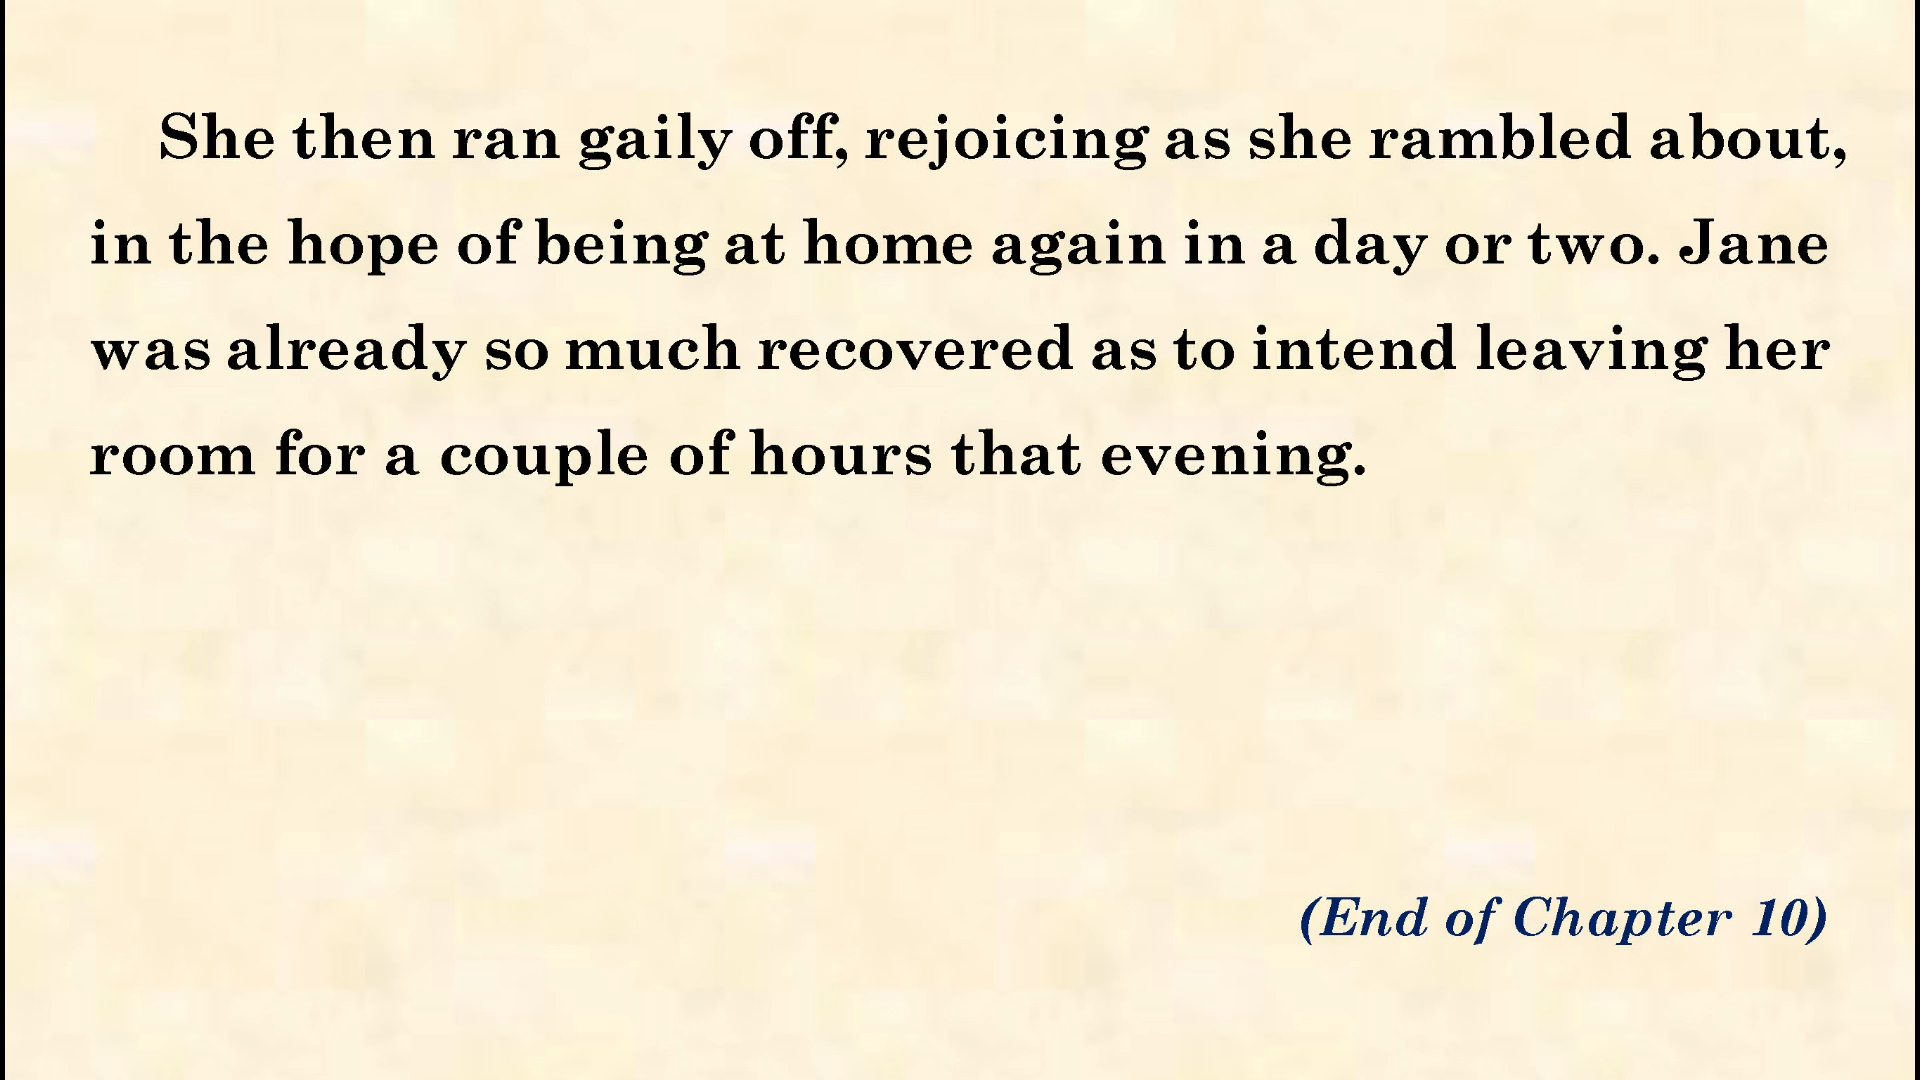 She then ran gaily off, rejoicing as she rambled about,
in the hope of being at home again in a day or two. Jane
was already so much recovered as to intend leaving her
room for a couple of hours that evening.
(End of Chapter 10)